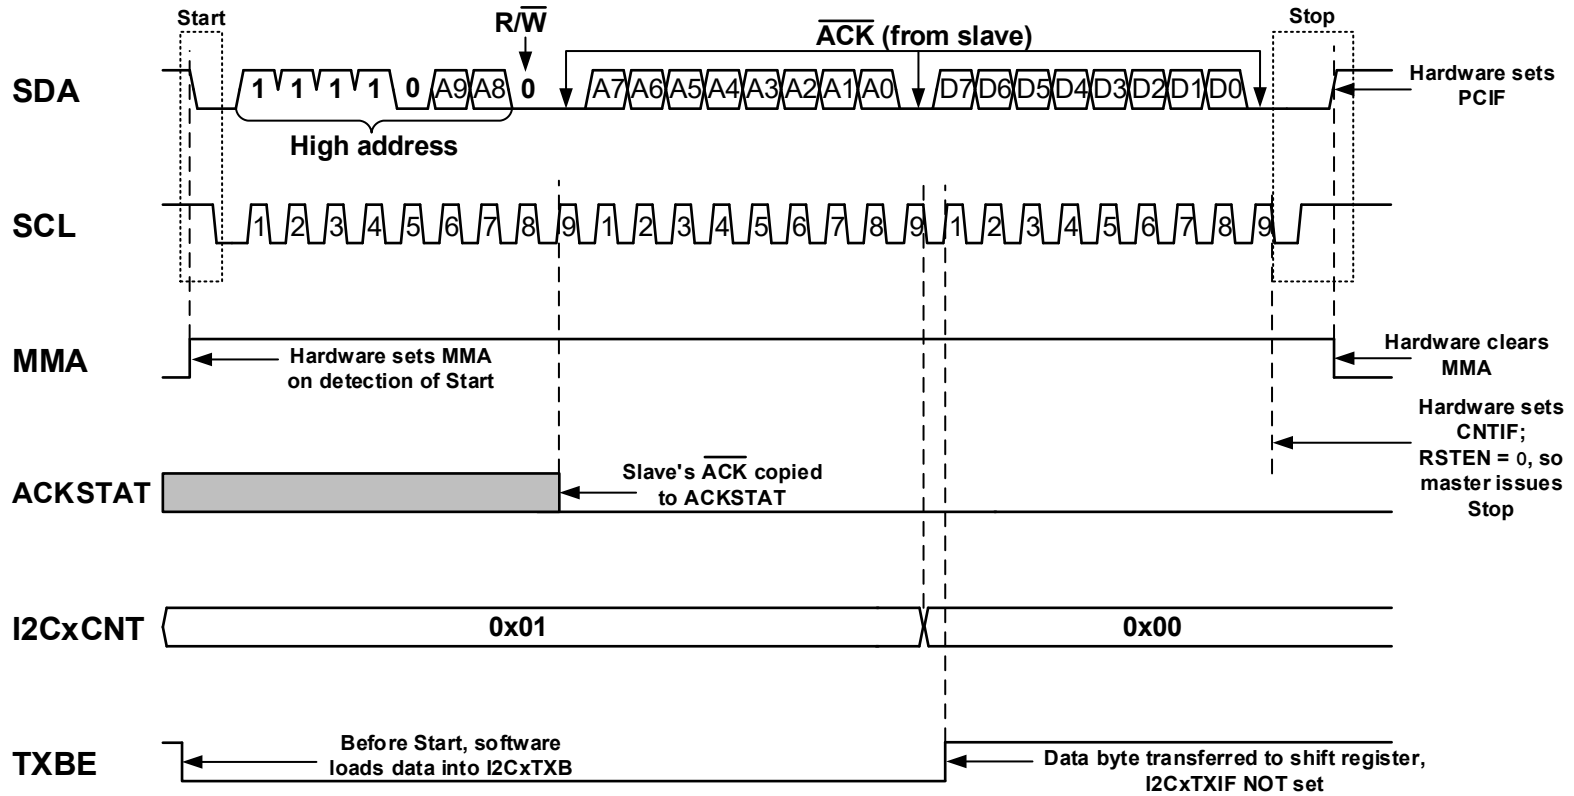 Start
R/W
ACK (from slave)
Stop
SDA
1 1 1 1 0 A9 A8 0 A7 A6 A5 A4 A3 A2 A1 A0 D7 D6 D5 D4 D3 D2 D1 D0
Hardware sets
PCIF
High address
SCL
1 2 3 4 5 6 7 8 9 1 2 3 4 5 6 7 8 9 1 2 3 4 5 6 7 8 9
MMA
Hardware sets MMA
on detection of Start
Hardware clears
MMA
Hardware sets
CNTIF;
RSTEN = 0, so
master issues
Stop
ACKSTAT
Slave's ACK copied
to ACKSTAT
I2CxCNT
0x01
0x00
TXBE
Before Start, software
loads data into I2CxTXB
Data byte transferred to shift register,
I2CxTXIF NOT set